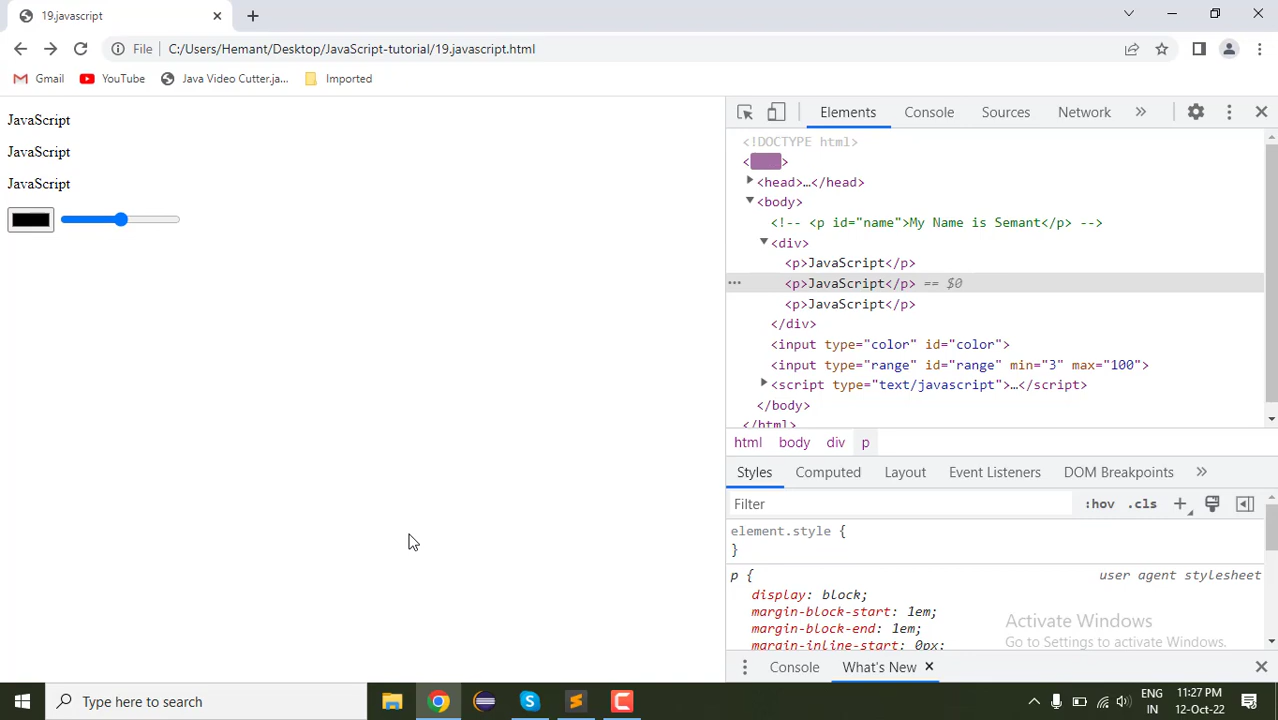 19.javascript
File C:/Users/Hemant/Desktop/JavaScript-tutorial/19.javascript.html
Gmail YouTube Java Video Cutter.ja... Imported
JavaScript
JavaScript
JavaScript
Elements Console Sources Network »
<!DOCTYPE html>
< >
<head>…</head>
<body>
<!-- <p id="name">My Name is Semant</p> -->
<div>
<p>JavaScript</p>
<p>JavaScript</p> == $0
<p>JavaScript</p>
</div>
<input type="color" id="color">
<input type="range" id="range" min="3" max="100">
<script type="text/javascript">…</script>
</body>
</html>
html body div p
Styles Computed Layout Event Listeners DOM Breakpoints »
Filter :hov .cls
element.style {
}
p { user agent stylesheet
display: block;
margin-block-start: 1em;
margin-block-end: 1em;
margin-inline-start: 0px;
Activate Windows
Go to Settings to activate Windows.
Console What's New
Type here to search
ENG
IN
11:27 PM
12-Oct-22